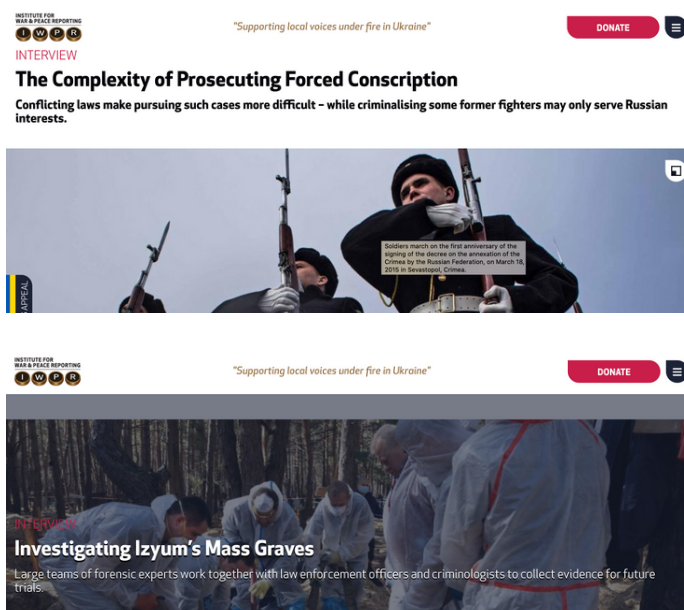 INSTITUTE FOR
WAR & PEACE REPORTING
I W P R
"Supporting local voices under fire in Ukraine"
DONATE
INTERVIEW
The Complexity of Prosecuting Forced Conscription
Conflicting laws make pursuing such cases more difficult – while criminalising some former fighters may only serve Russian
interests.
Soldiers march on the first anniversary of the
signing of the decree on the annexation of the
Crimea by the Russian Federation, on March 18,
2015 in Sevastopol, Crimea.
APPEAL
INSTITUTE FOR
WAR & PEACE REPORTING
I W P R
"Supporting local voices under fire in Ukraine"
DONATE
INTERVIEW
Investigating Izyum's Mass Graves
Large teams of forensic experts work together with law enforcement officers and criminologists to collect evidence for future
trials.